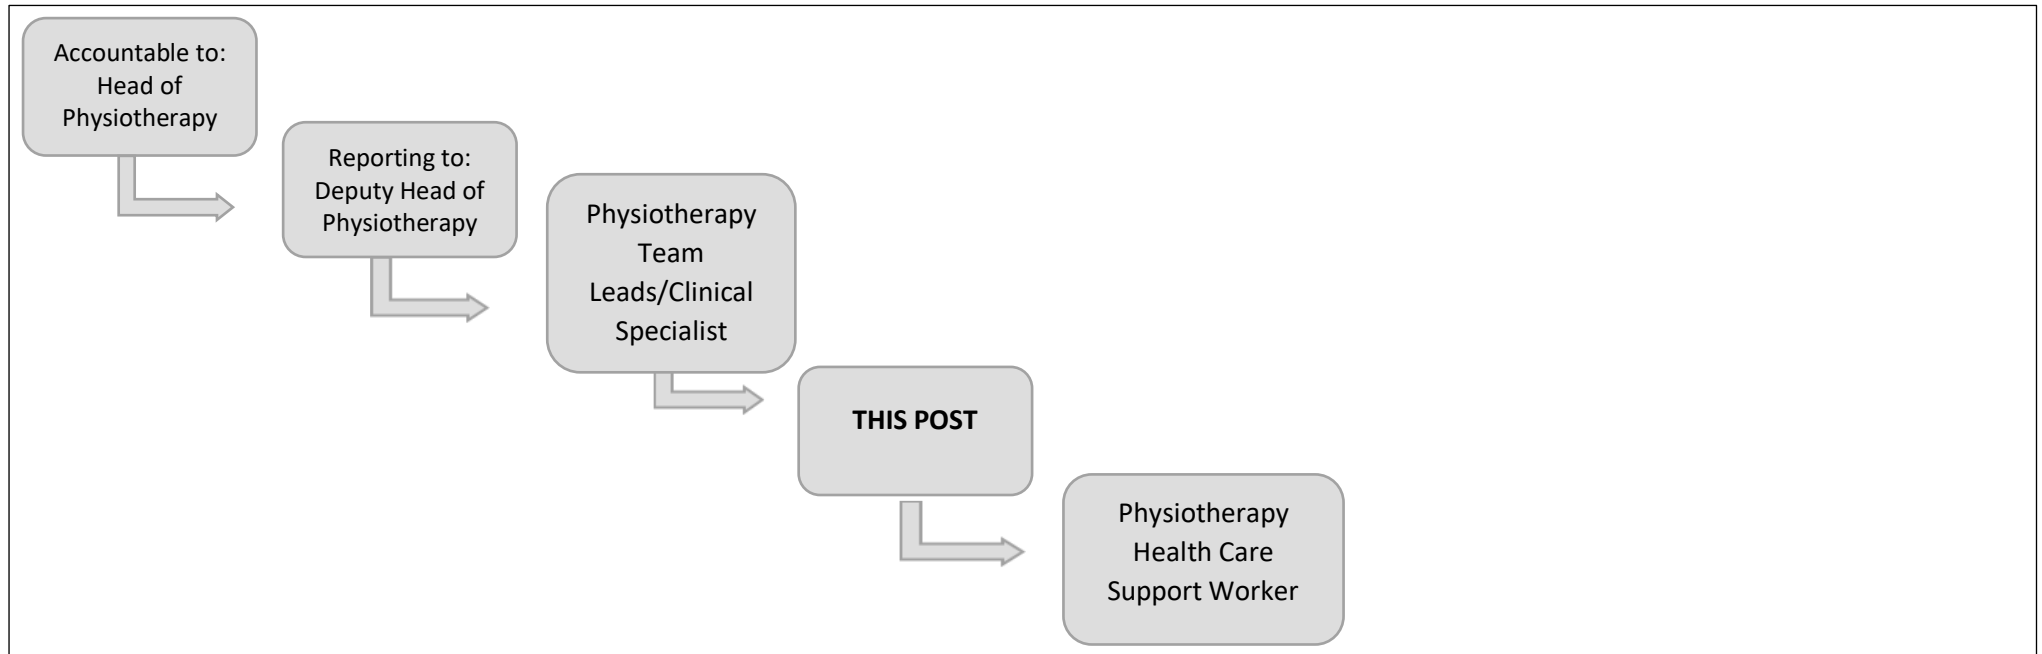 Accountable to:
Head of
Physiotherapy
Reporting to:
Deputy Head of
Physiotherapy
Physiotherapy
Team
Leads/Clinical
Specialist
THIS POST
Physiotherapy
Health Care
Support Worker